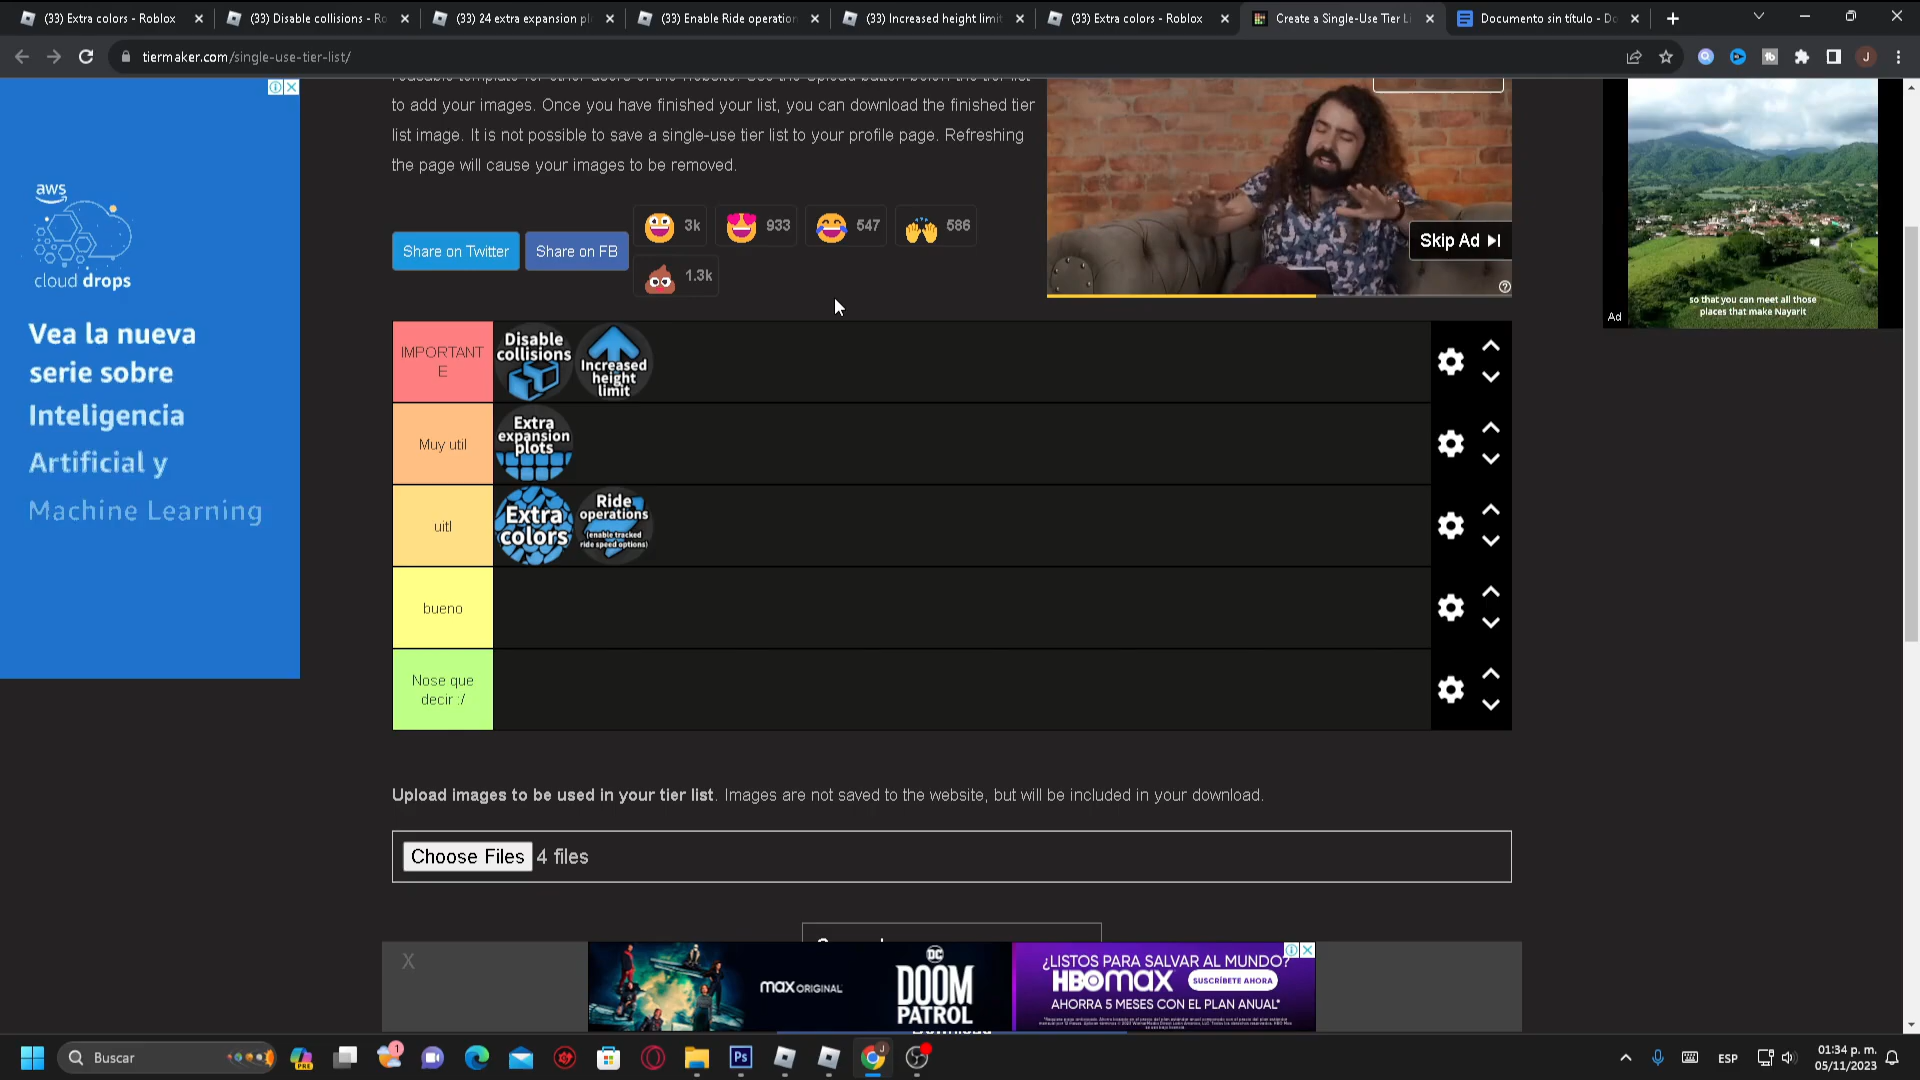 (33) Extra colors - Roblox
(33) Disable collisions - Ro
(33) 24 extra expansion pl
(33) Enable Ride operation
(33) Increased height limit
(33) Extra colors - Roblox
Create a Single-Use Tier Li
Documento sin título - Do
tiermaker.com/single-use-tier-list/
to add your images. Once you have finished your list, you can download the finished tier
list image. It is not possible to save a single-use tier list to your profile page. Refreshing
the page will cause your images to be removed.
Share on Twitter
Share on FB
3k
933
547
586
1.3k
Skip Ad
aws
cloud drops
Vea la nueva
serie sobre
Inteligencia
Artificial y
Machine Learning
so that you can meet all those
places that make Nayarit
Ad
IMPORTANT
E
Disable
collisions
Increased
height
limit
Muy util
Extra
expansion
plots
uitl
Extra
colors
Ride
operations
(enable tracked
ride speed options)
bueno
Nose que
decir :/
Upload images to be used in your tier list. Images are not saved to the website, but will be included in your download.
Choose Files 4 files
X
max ORIGINAL
DC
DOOM
PATROL
¿LISTOS PARA SALVAR AL MUNDO?
HBOmax
SUSCRÍBETE AHORA
AHORRA 5 MESES CON EL PLAN ANUAL*
Download
Buscar
PRE
1
Ps
J
ESP
01:34 p. m.
05/11/2023